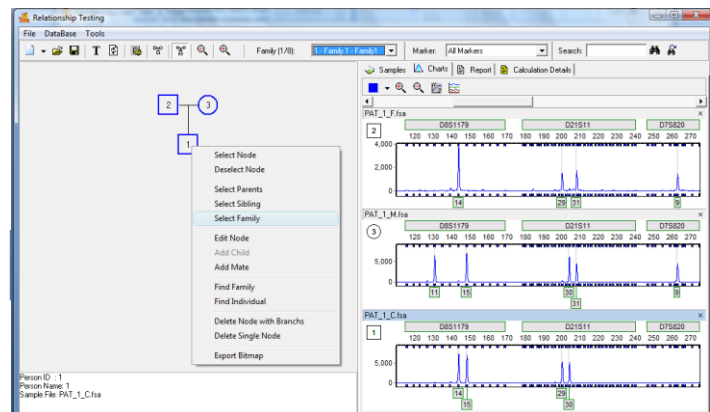 Relationship Testing
File DataBase Tools
T Family (1/8): 1 - Family 1 - Family1 Marker: All Markers Search:
Samples Charts Report Calculation Details
2 3
1
Select Node
Deselect Node
Select Parents
Select Sibling
Select Family
Edit Node
Add Child
Add Mate
Find Family
Find Individual
Delete Node with Branchs
Delete Single Node
Export Bitmap
Person ID : 1
Person Name: 1
Sample File: PAT_1_C.fsa
PAT_1_F.fsa
2 D8S1179 D21S11 D7S820
120 130 140 150 160 170 180 190 200 210 220 230 240 250 260 270
4,000
2,000
0
14 29 31 9
PAT_1_M.fsa
3 D8S1179 D21S11 D7S820
120 130 140 150 160 170 180 190 200 210 220 230 240 250 260 270
5,000
0
11 15 30 9
31
PAT_1_C.fsa
1 D8S1179 D21S11 D7S820
120 130 140 150 160 170 180 190 200 210 220 230 240 250 260 270
5,000
0
14 29
15 30